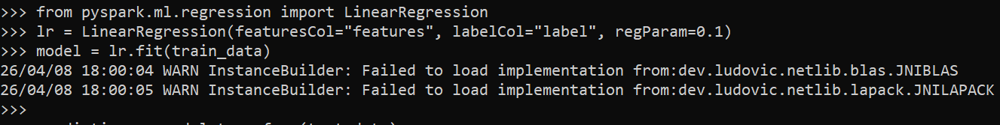 >>> from pyspark.ml.regression import LinearRegression
>>> lr = LinearRegression(featuresCol="features", labelCol="label", regParam=0.1)
>>> model = lr.fit(train_data)
26/04/08 18:00:04 WARN InstanceBuilder: Failed to load implementation from:dev.ludovic.netlib.blas.JNIBLAS
26/04/08 18:00:05 WARN InstanceBuilder: Failed to load implementation from:dev.ludovic.netlib.lapack.JNILAPACK
>>>